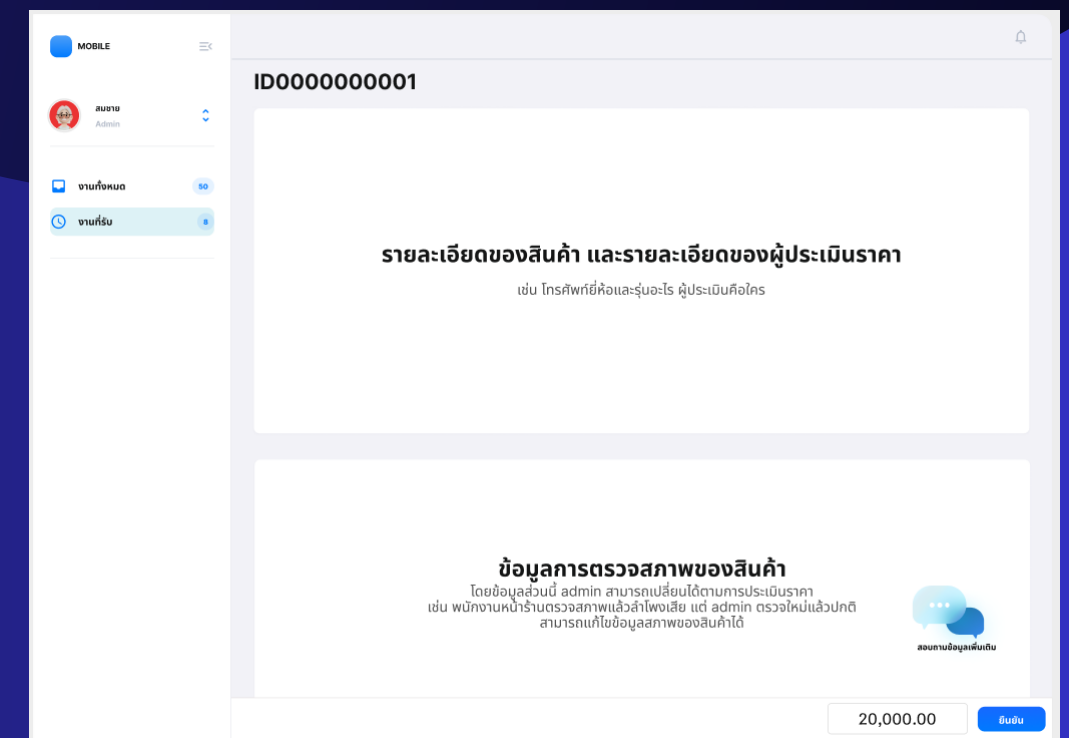 MOBILE
สมชาย
Admin
งานทั้งหมด
50
งานที่รับ
8
ID0000000001
รายละเอียดของสินค้า และรายละเอียดของผู้ประเมินราคา
เช่น โทรศัพท์ยี่ห้อและรุ่นอะไร ผู้ประเมินคือใคร
ข้อมูลการตรวจสภาพของสินค้า
โดยข้อมูลส่วนนี้ admin สามารถเปลี่ยนได้ตามการประเมินราคา
เช่น พนักงานหน้าร้านตรวจสภาพแล้วลำโพงเสีย แต่ admin ตรวจใหม่แล้วปกติ
สามารถแก้ไขข้อมูลสภาพของสินค้าได้
สอบถามข้อมูลเพิ่มเติม
20,000.00
ยืนยัน